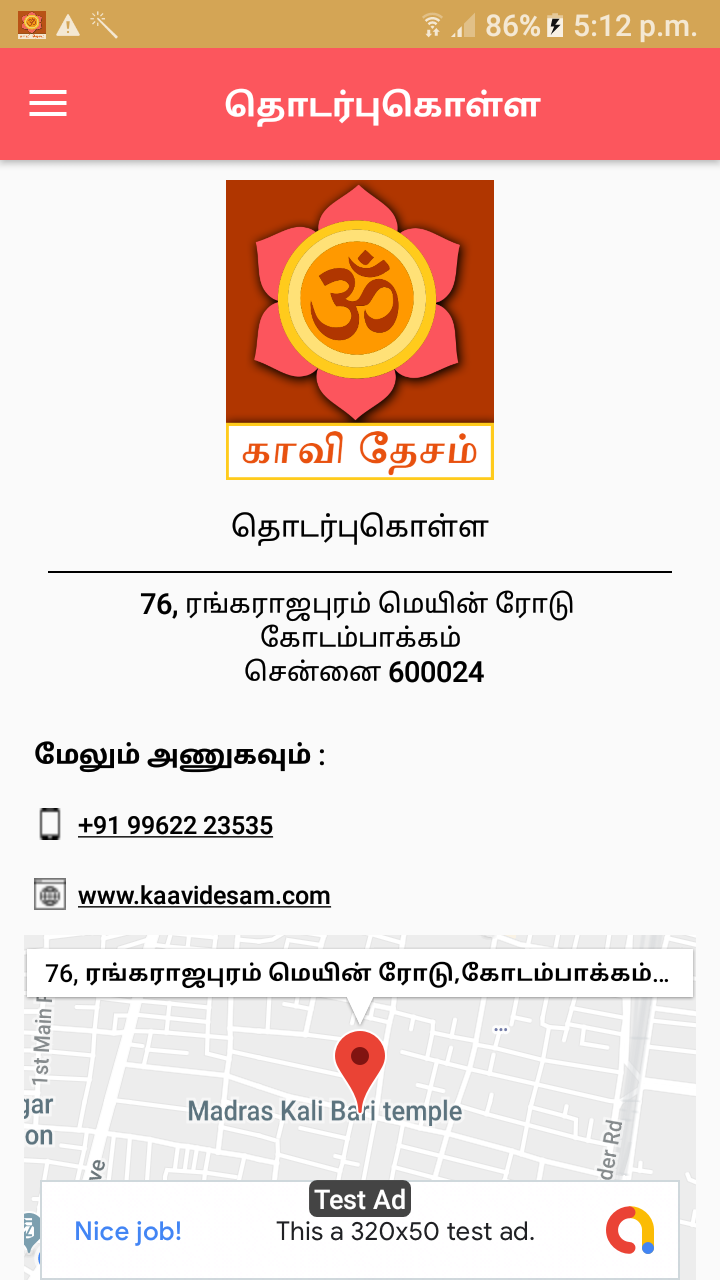 86% 5:12 p.m.
தொடர்புகொள்ள
ॐ
காவி தேசம்
தொடர்புகொள்ள
76, ரங்கராஜபுரம் மெயின் ரோடு
கோடம்பாக்கம்
சென்னை 600024
மேலும் அணுகவும் :
+91 99622 23535
www.kaavidesam.com
76, ரங்கராஜபுரம் மெயின் ரோடு,கோடம்பாக்கம்...
1st Main
gar
on
Madras Kali Bari temple
der Rd
ve
Test Ad
Nice job!
This a 320x50 test ad.